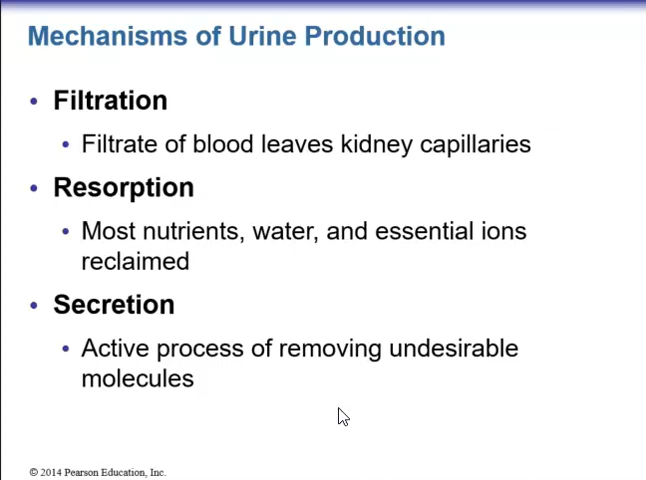 Mechanisms of Urine Production
• Filtration
• Filtrate of blood leaves kidney capillaries
• Resorption
• Most nutrients, water, and essential ions
reclaimed
• Secretion
• Active process of removing undesirable
molecules
© 2014 Pearson Education, Inc.